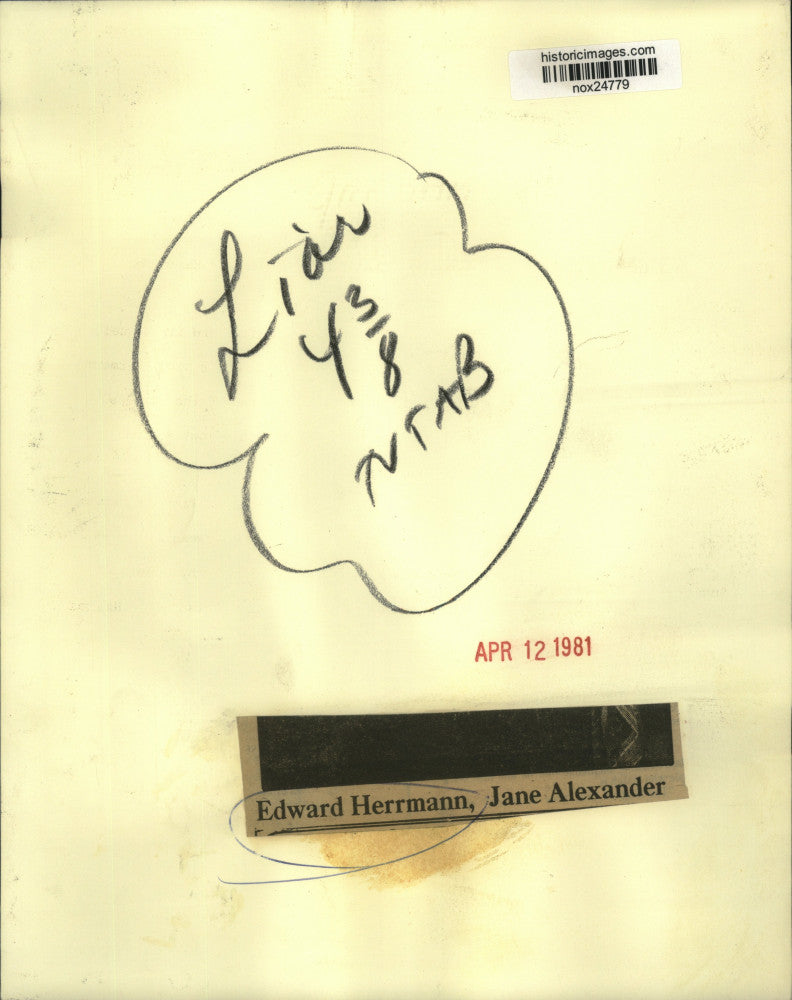 historicimages.com
nox24779
4 3/8
NTAB
APR 12 1981
Edward Herrmann, Jane Alexander